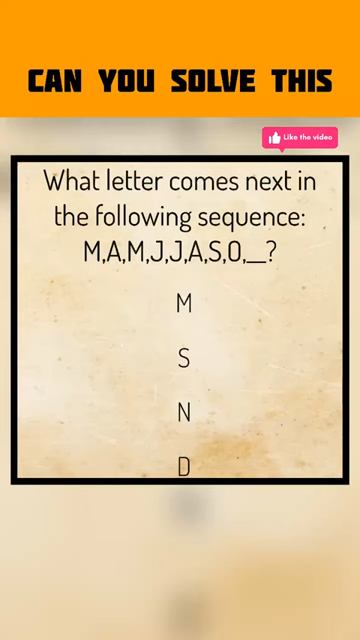 CAN YOU SOLVE THIS
Like the video
What letter comes next in
the following sequence:
M,A,M,J,J,A,S,O,__?
M
S
N
D